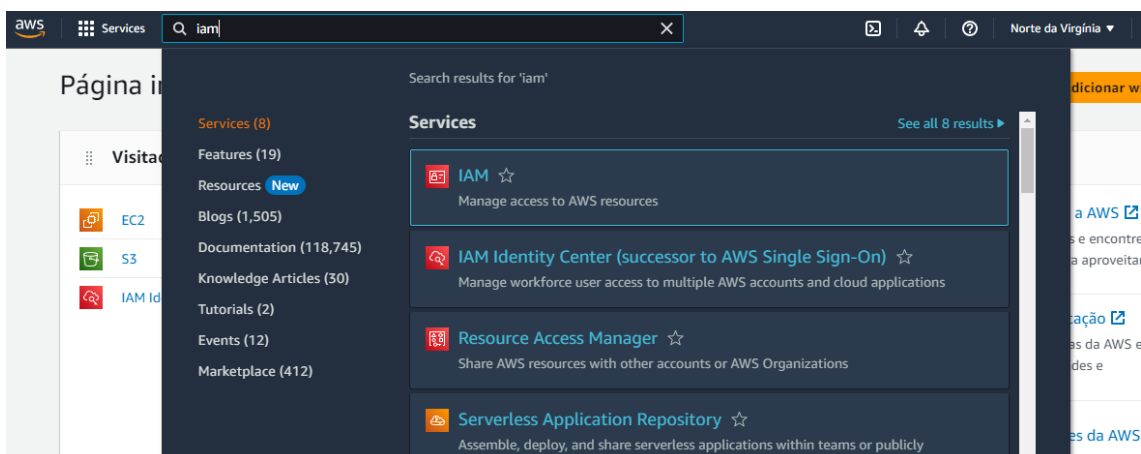 aws
Services
iam
Norte da Virgínia ▼
Página in
dicionar w
Search results for 'iam'
Services (8)
Features (19)
Resources New
Blogs (1,505)
Documentation (118,745)
Knowledge Articles (30)
Tutorials (2)
Events (12)
Marketplace (412)
Services
See all 8 results ▶
IAM
Manage access to AWS resources
IAM Identity Center (successor to AWS Single Sign-On)
Manage workforce user access to multiple AWS accounts and cloud applications
Resource Access Manager
Share AWS resources with other accounts or AWS Organizations
Serverless Application Repository
Assemble, deploy, and share serverless applications within teams or publicly
Visitad
EC2
S3
IAM Id
a AWS
s e encontre
a aproveitar
ação
as da AWS e
des e
es da AWS